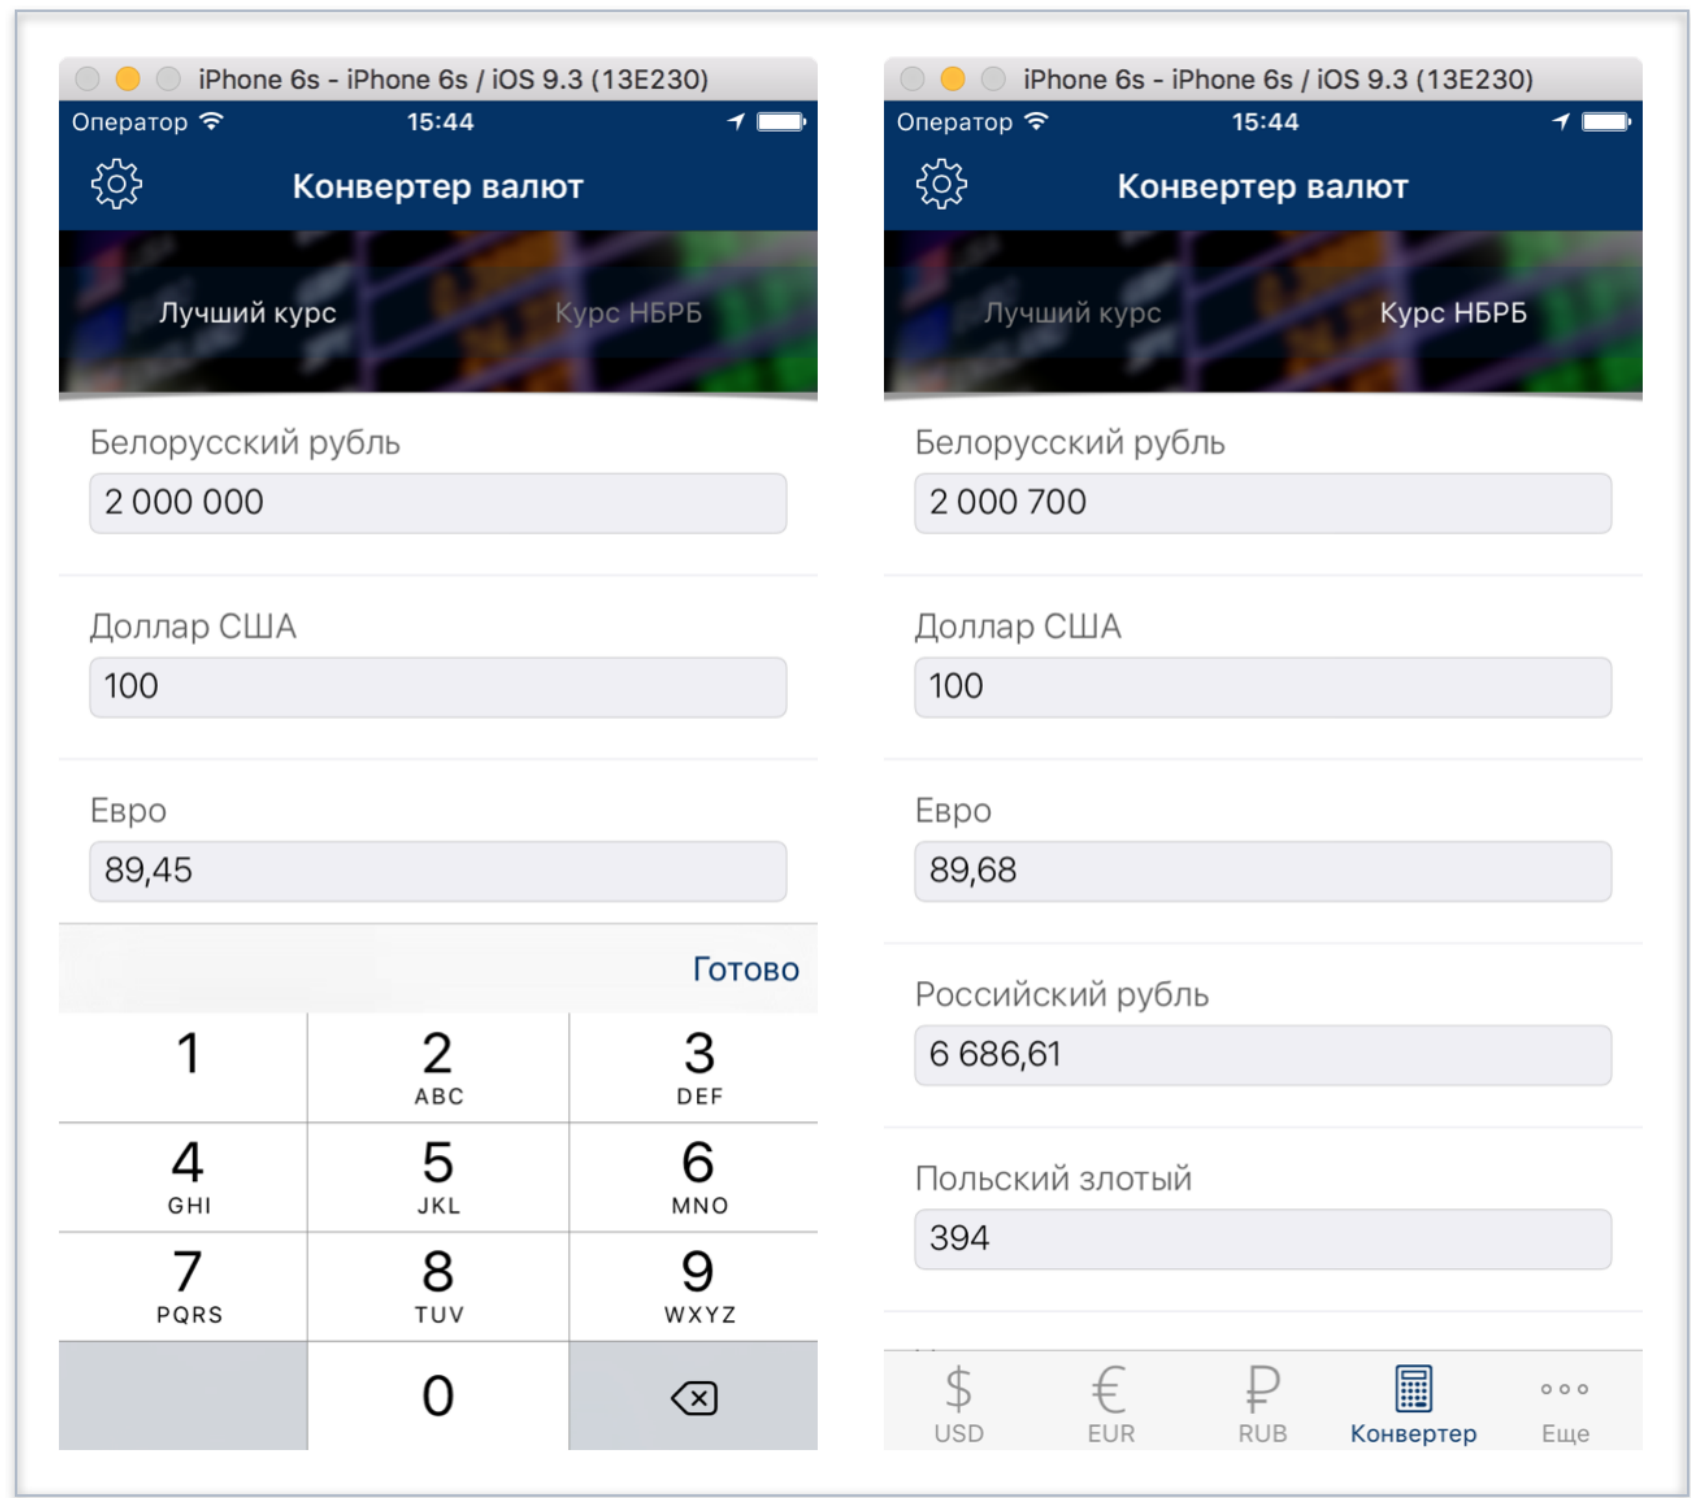 iPhone 6s - iPhone 6s / iOS 9.3 (13E230)
Оператор 15:44
Конвертер валют
Лучший курс Курс НБРБ
Белорусский рубль
2 000 000
Доллар США
100
Евро
89,45
Готово
1 2 3
ABC DEF
4 5 6
GHI JKL MNO
7 8 9
PQRS TUV WXYZ
0
iPhone 6s - iPhone 6s / iOS 9.3 (13E230)
Оператор 15:44
Конвертер валют
Лучший курс Курс НБРБ
Белорусский рубль
2 000 700
Доллар США
100
Евро
89,68
Российский рубль
6 686,61
Польский злотый
394
$ € ₽
USD EUR RUB Конвертер Еще